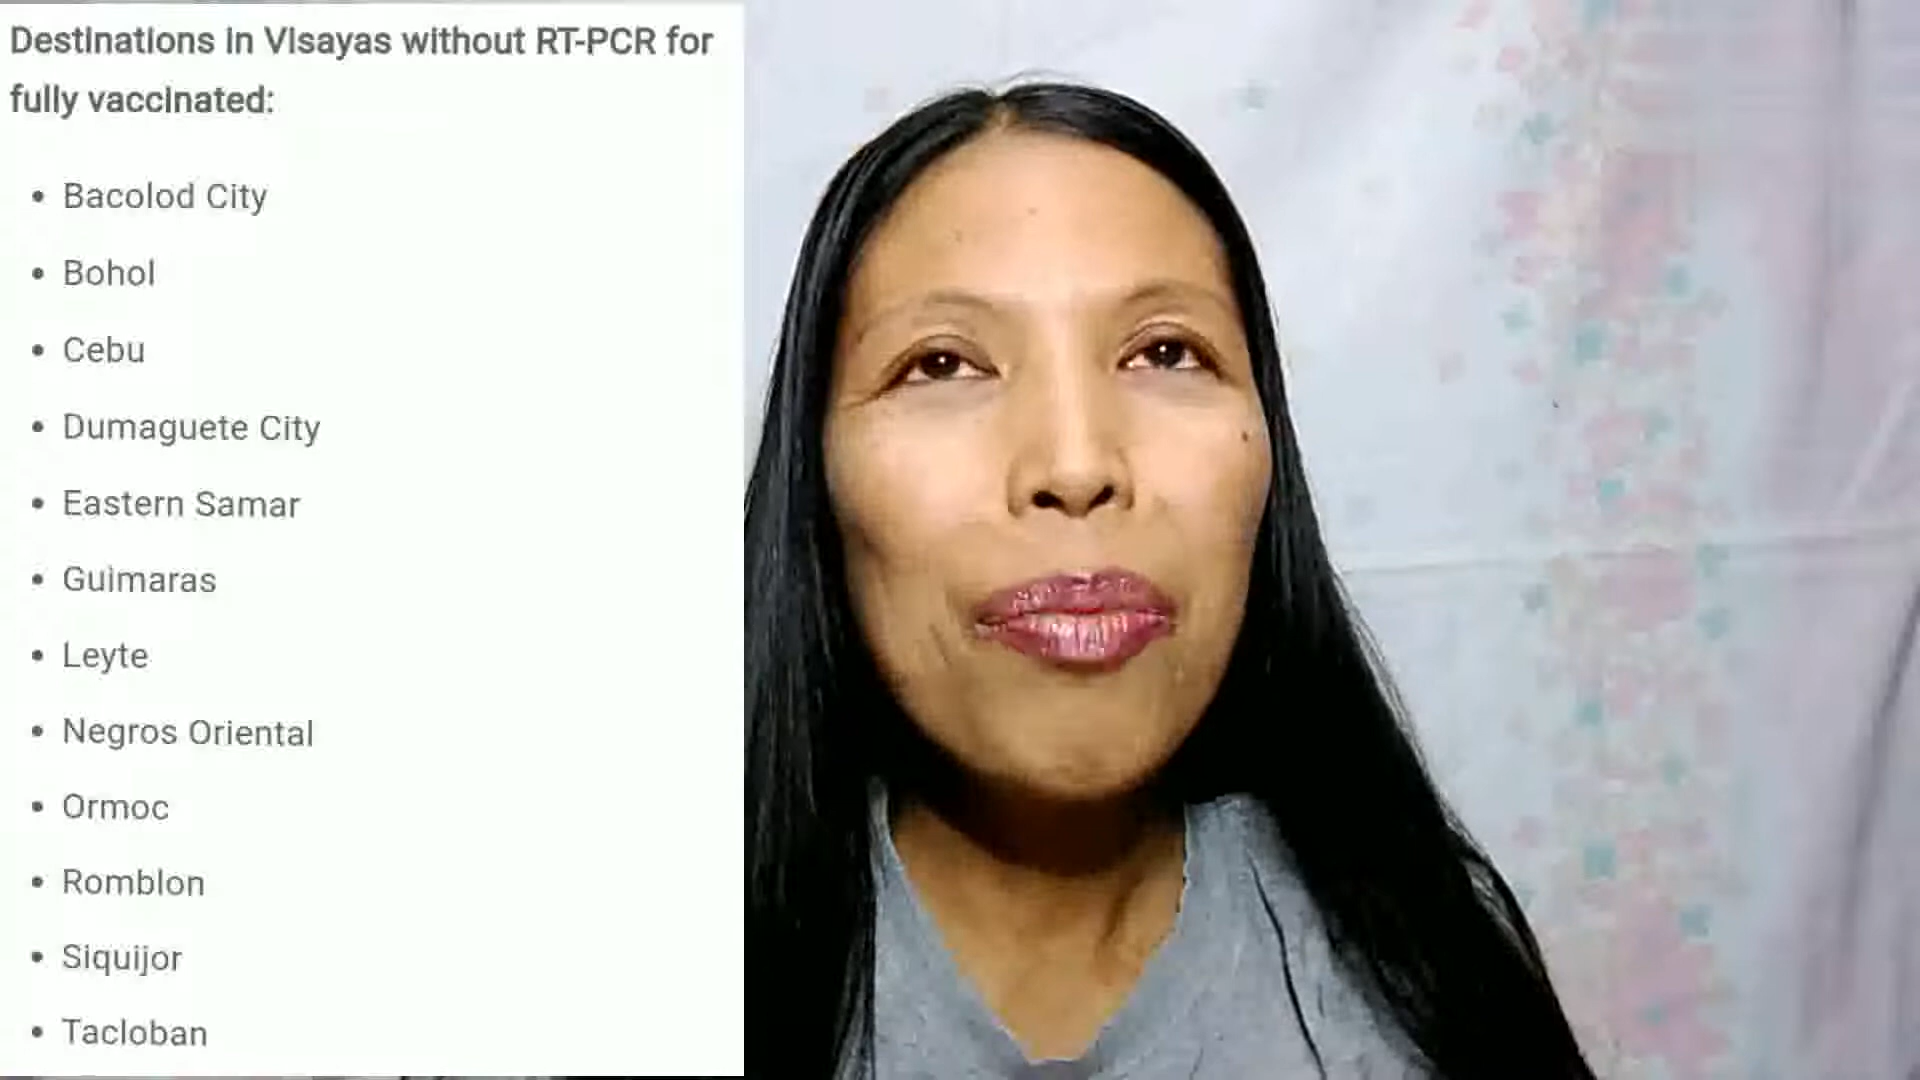 Destinations in Visayas without RT-PCR for
fully vaccinated:
• Bacolod City
• Bohol
• Cebu
• Dumaguete City
• Eastern Samar
• Guimaras
• Leyte
• Negros Oriental
• Ormoc
• Romblon
• Siquijor
• Tacloban